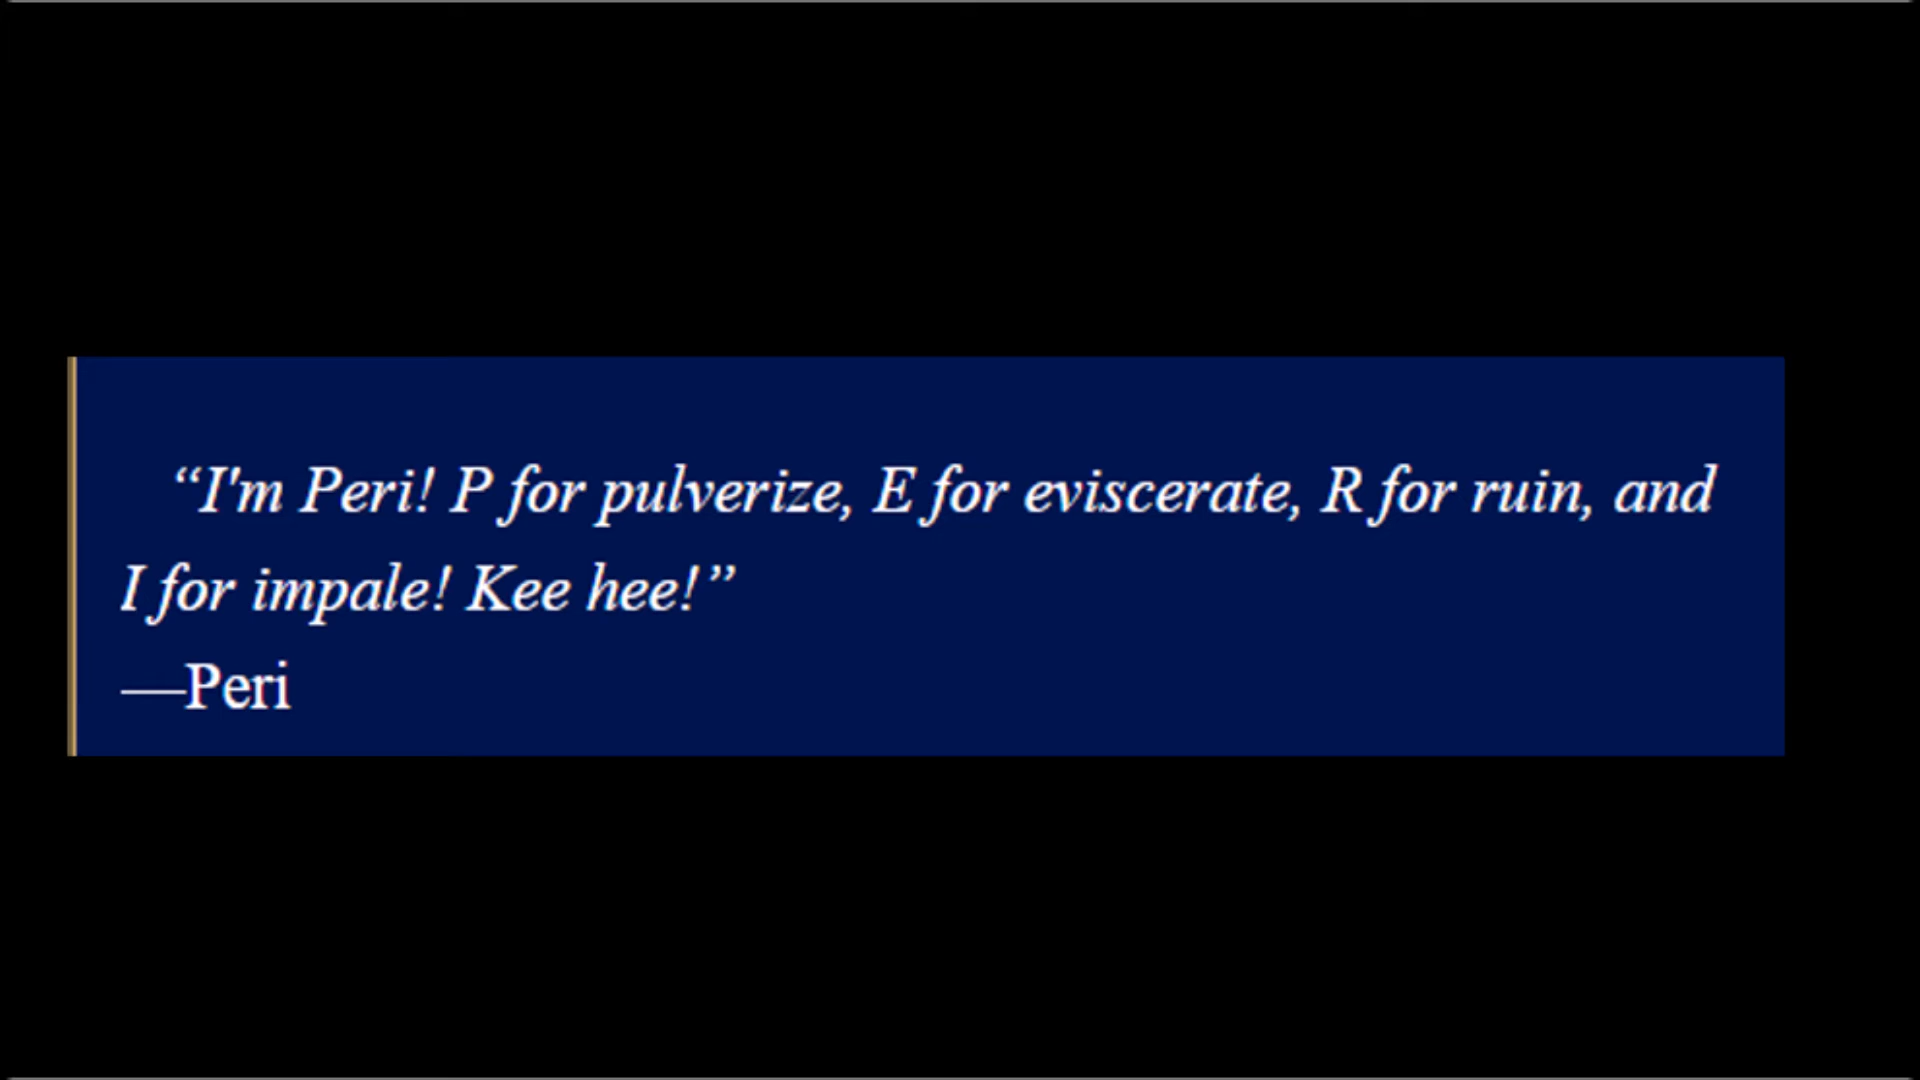 “I'm Peri! P for pulverize, E for eviscerate, R for ruin, and
I for impale! Kee hee!”
—Peri